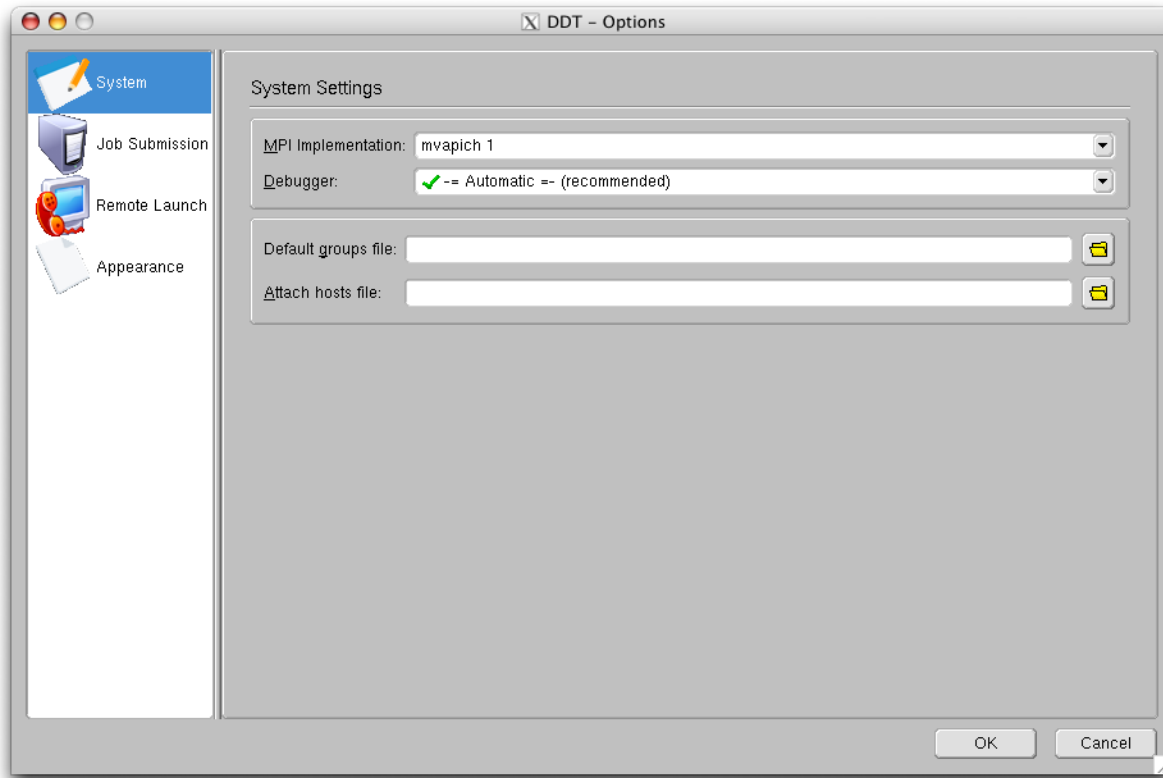 DDT – Options
System
Job Submission
Remote Launch
Appearance
System Settings
MPI Implementation: mvapich 1
Debugger: -= Automatic =- (recommended)
Default groups file:
Attach hosts file:
OK Cancel